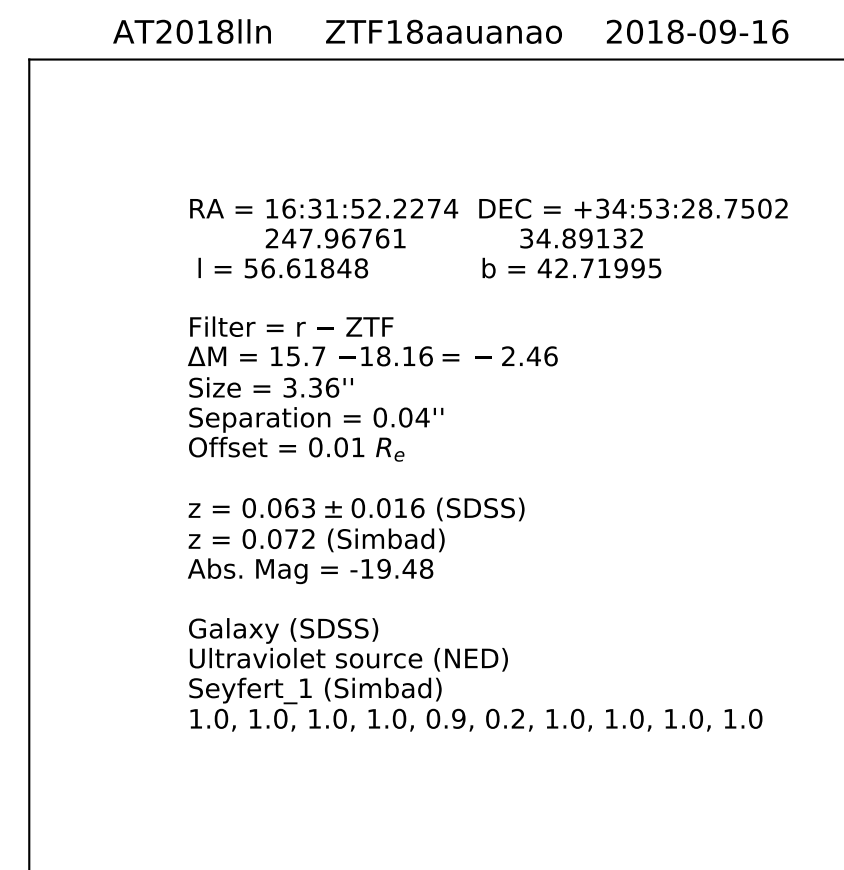 AT2018lln ZTF18aauanao 2018-09-16
RA = 16:31:52.2274 DEC = +34:53:28.7502
247.96761 34.89132
l = 56.61848 b = 42.71995
Filter = r − ZTF
ΔM = 15.7 −18.16 = − 2.46
Size = 3.36''
Separation = 0.04''
Offset = 0.01 Re
z = 0.063 ± 0.016 (SDSS)
z = 0.072 (Simbad)
Abs. Mag = -19.48
Galaxy (SDSS)
Ultraviolet source (NED)
Seyfert_1 (Simbad)
1.0, 1.0, 1.0, 1.0, 0.9, 0.2, 1.0, 1.0, 1.0, 1.0